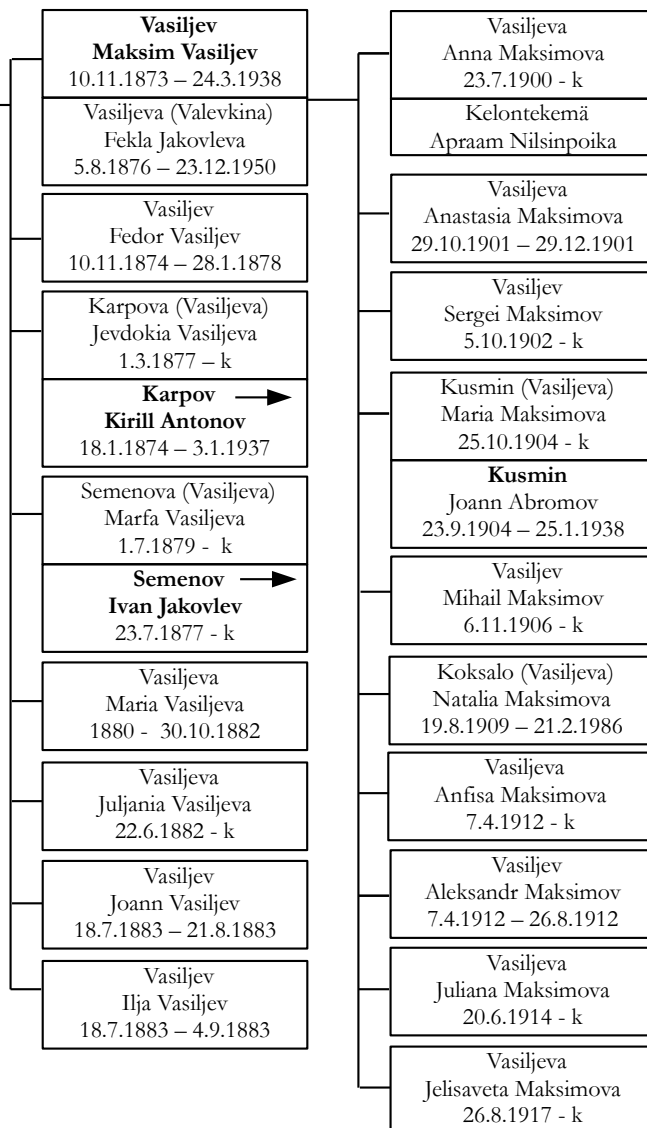 Vasiljev
Maksim Vasiljev
10.11.1873 – 24.3.1938
Vasiljeva (Valevkina)
Fekla Jakovleva
5.8.1876 – 23.12.1950
Vasiljev
Fedor Vasiljev
10.11.1874 – 28.1.1878
Karpova (Vasiljeva)
Jevdokia Vasiljeva
1.3.1877 – k
Karpov
Kirill Antonov
18.1.1874 – 3.1.1937
Semenova (Vasiljeva)
Marfa Vasiljeva
1.7.1879 - k
Semenov
Ivan Jakovlev
23.7.1877 - k
Vasiljeva
Maria Vasiljeva
1880 - 30.10.1882
Vasiljeva
Juljania Vasiljeva
22.6.1882 - k
Vasiljev
Joann Vasiljev
18.7.1883 – 21.8.1883
Vasiljev
Ilja Vasiljev
18.7.1883 – 4.9.1883
Vasiljeva
Anna Maksimova
23.7.1900 - k
Kelontekemä
Apraam Nilsinpoika
Vasiljeva
Anastasia Maksimova
29.10.1901 – 29.12.1901
Vasiljev
Sergei Maksimov
5.10.1902 - k
Kusmin (Vasiljeva)
Maria Maksimova
25.10.1904 - k
Kusmin
Joann Abromov
23.9.1904 – 25.1.1938
Vasiljev
Mihail Maksimov
6.11.1906 - k
Koksalo (Vasiljeva)
Natalia Maksimova
19.8.1909 – 21.2.1986
Vasiljeva
Anfisa Maksimova
7.4.1912 - k
Vasiljev
Aleksandr Maksimov
7.4.1912 – 26.8.1912
Vasiljeva
Juliana Maksimova
20.6.1914 - k
Vasiljeva
Jelisaveta Maksimova
26.8.1917 - k